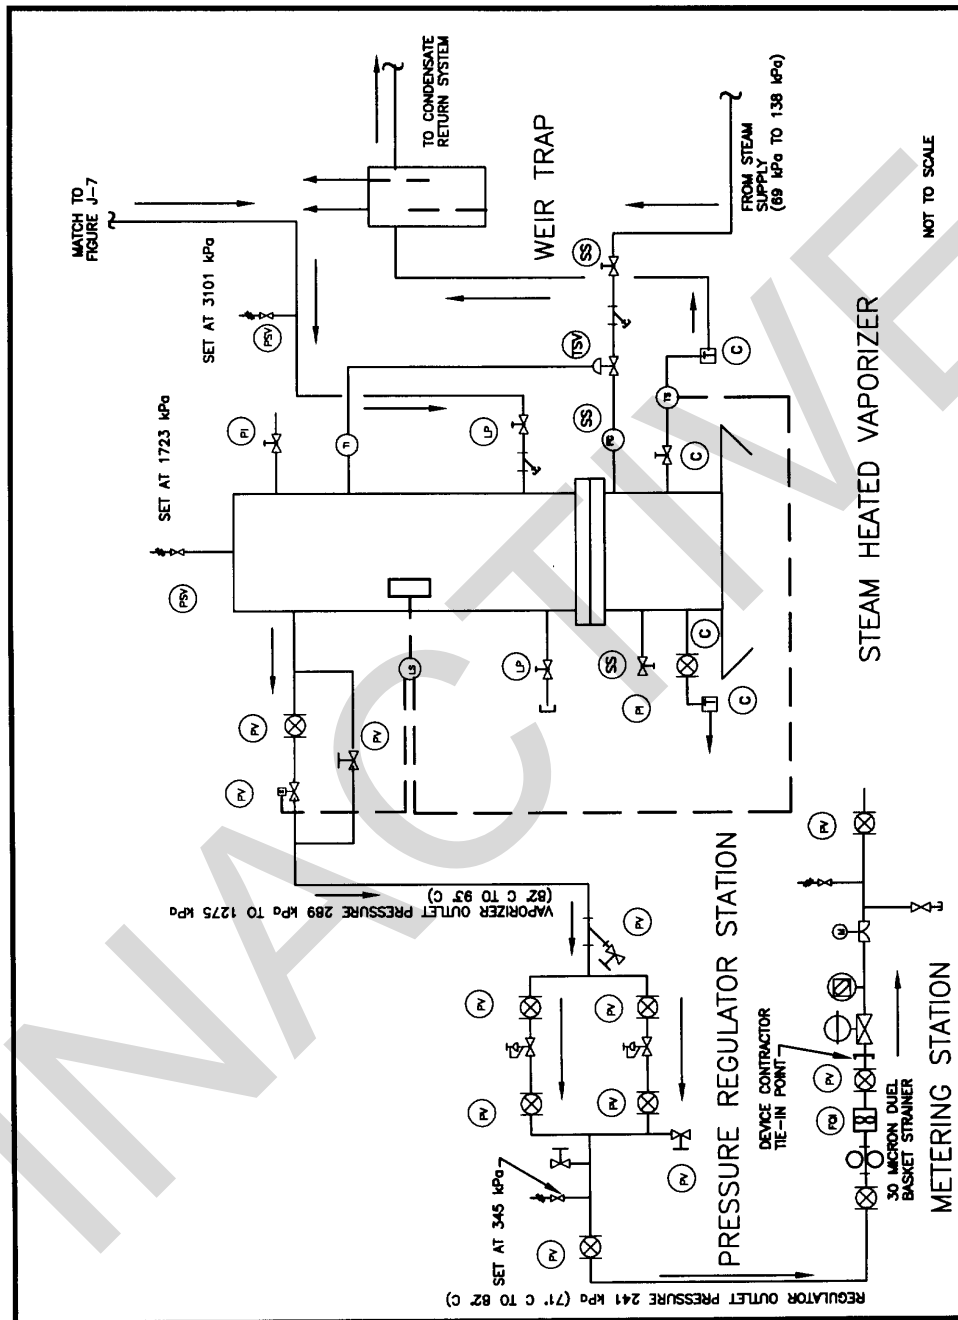 MATCH TO
FIGURE J-7
TO CONDENSATE
RETURN SYSTEM
WEIR TRAP
FROM STEAM
SUPPLY
(69 kPa TO 138 kPa)
NOT TO SCALE
SET AT 3101 kPa
PSV
SET AT 1723 kPa
PSV
PI
TI
LP
TSV
SS
SS
TS
C
C
LS
LP
SS
PI
C
C
STEAM HEATED VAPORIZER
PV
PV
PV
M
VAPORIZER OUTLET PRESSURE 289 kPa TO 1275 kPa
(82° C TO 93° C)
PV
PV
PV
PV
PV
PV
PRESSURE REGULATOR STATION
SET AT 345 kPa
PV
REGULATOR OUTLET PRESSURE 241 kPa (71° C TO 82° C)
DEVICE CONTRACTOR
TIE-IN POINT
30 MICRON DUEL
BASKET STRAINER
FQI
PV
M
PV
METERING STATION
INACTIVE